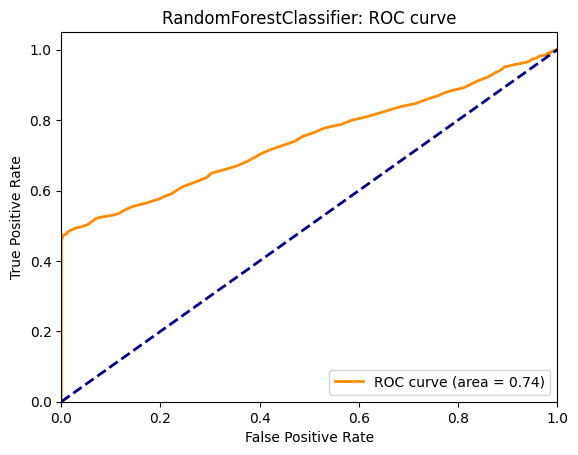 RandomForestClassifier: ROC curve
True Positive Rate
1.0
0.8
0.6
0.4
0.2
0.0
0.0 0.2 0.4 0.6 0.8 1.0
False Positive Rate
ROC curve (area = 0.74)